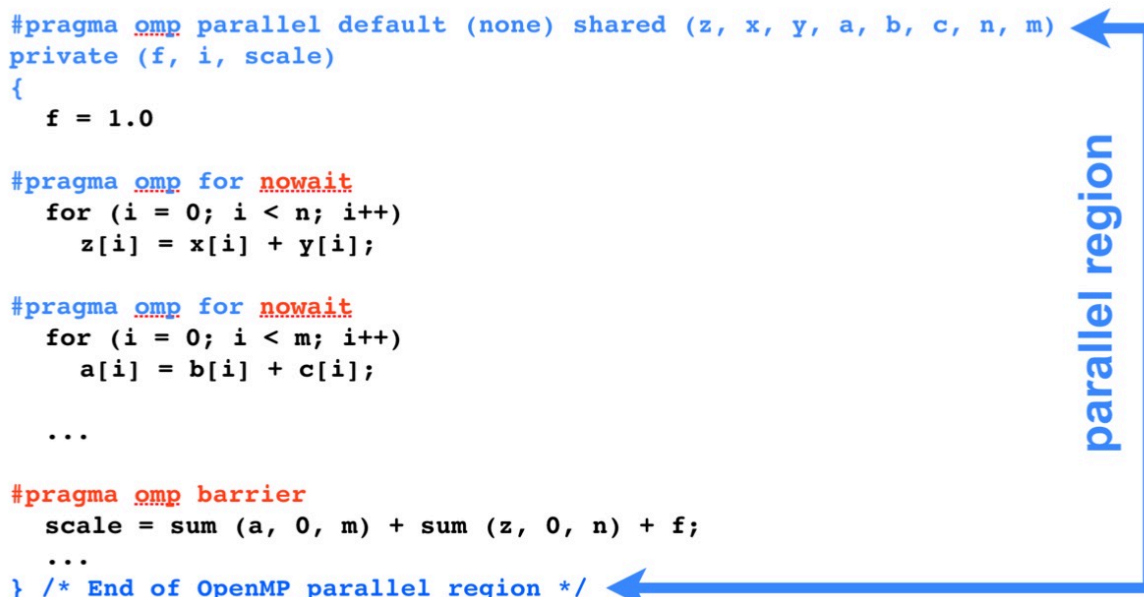 #pragma omp parallel default (none) shared (z, x, y, a, b, c, n, m)
private (f, i, scale)
{
f = 1.0
#pragma omp for nowait
for (i = 0; i < n; i++)
z[i] = x[i] + y[i];
#pragma omp for nowait
for (i = 0; i < m; i++)
a[i] = b[i] + c[i];
...
#pragma omp barrier
scale = sum (a, 0, m) + sum (z, 0, n) + f;
...
} /* End of OpenMP parallel region */
parallel region